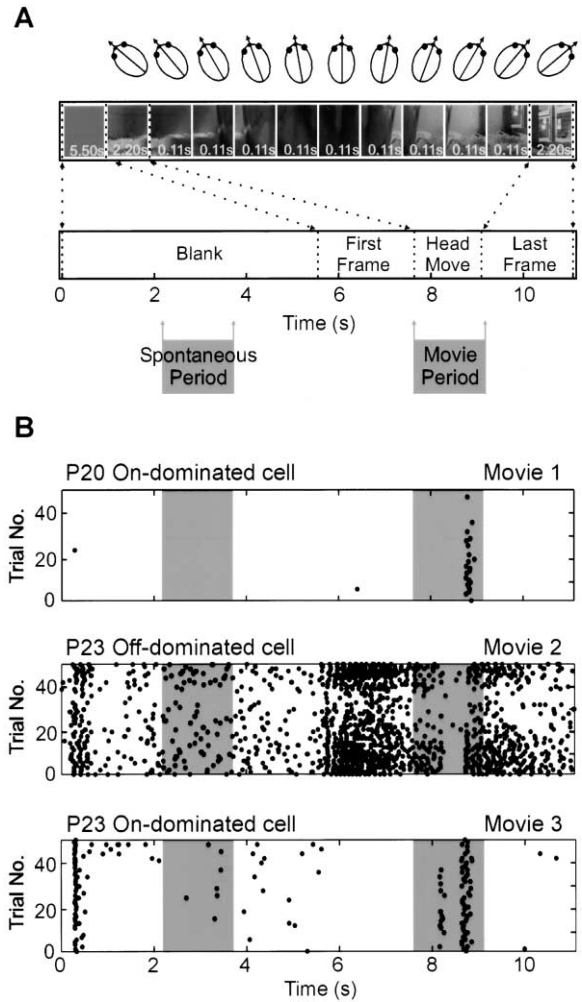 A
5.50s 2.20s 0.11s 0.11s 0.11s 0.11s 0.11s 0.11s 0.11s 0.11s 0.11s 2.20s
Blank
First Frame
Head Move
Last Frame
0 2 4 6 8 10
Time (s)
Spontaneous Period
Movie Period
B
P20 On-dominated cell Movie 1
Trial No.
40
20
0
P23 Off-dominated cell Movie 2
Trial No.
40
20
0
P23 On-dominated cell Movie 3
Trial No.
40
20
0
0 2 4 6 8 10
Time (s)